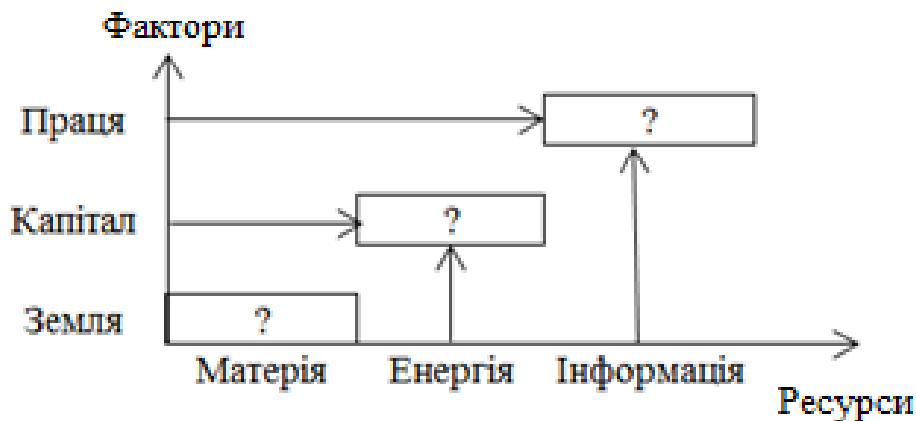 Фактори
Праця
?
Капітал
?
Земля
?
Матерія Енергія Інформація
Ресурси